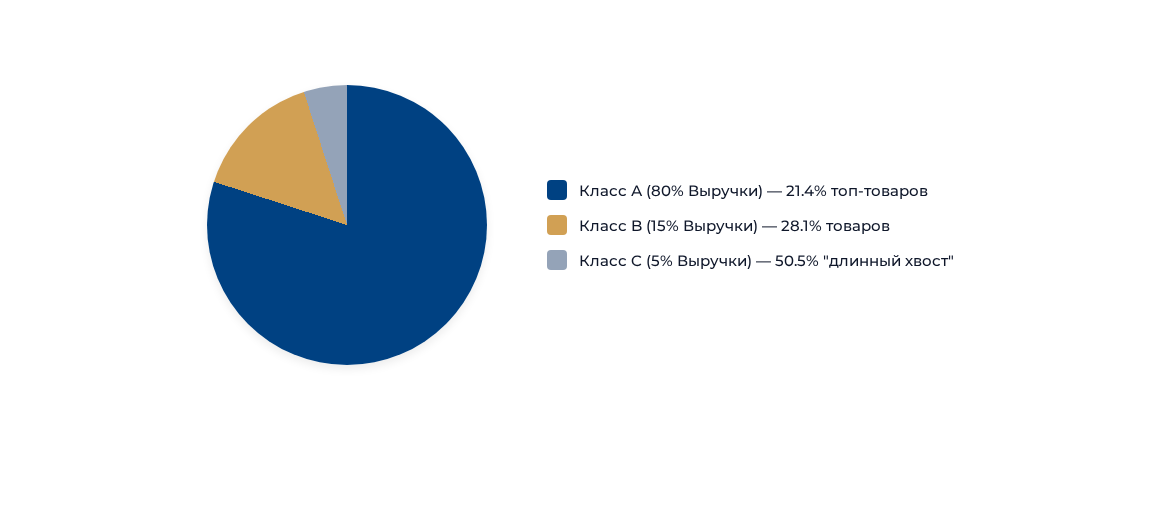 Класс A (80% Выручки) — 21.4% топ-товаров
Класс B (15% Выручки) — 28.1% товаров
Класс C (5% Выручки) — 50.5% "длинный хвост"